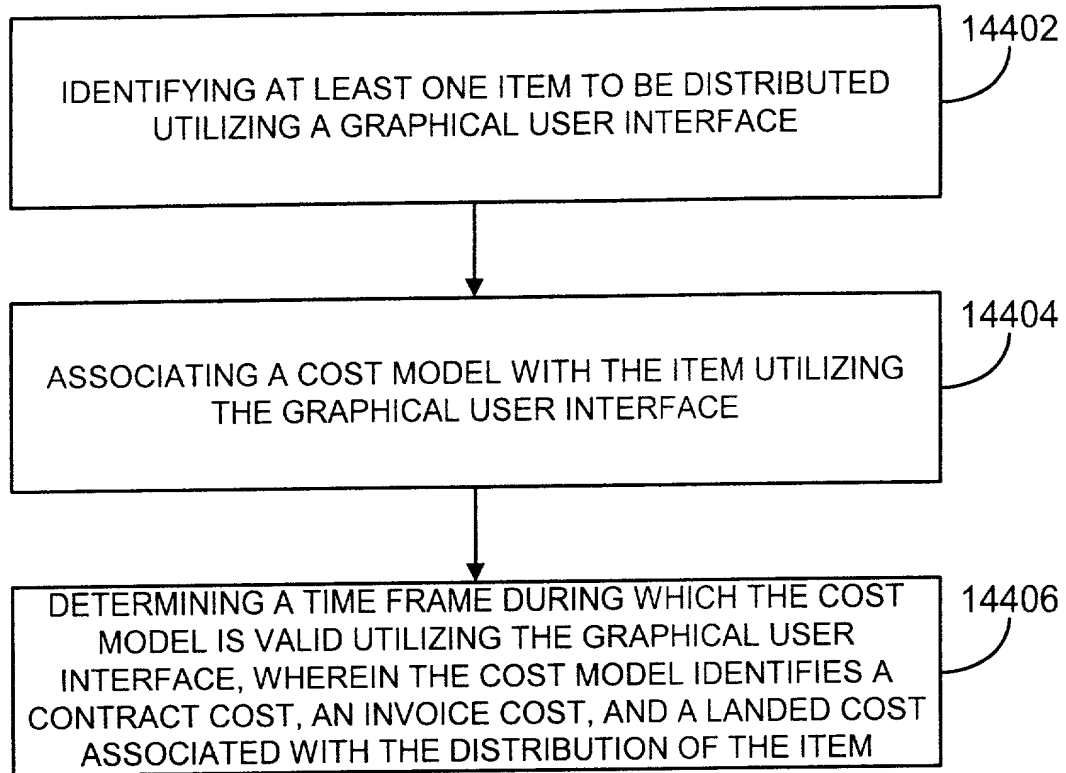 14402
IDENTIFYING AT LEAST ONE ITEM TO BE DISTRIBUTED
UTILIZING A GRAPHICAL USER INTERFACE
14404
ASSOCIATING A COST MODEL WITH THE ITEM UTILIZING
THE GRAPHICAL USER INTERFACE
14406
DETERMINING A TIME FRAME DURING WHICH THE COST
MODEL IS VALID UTILIZING THE GRAPHICAL USER
INTERFACE, WHEREIN THE COST MODEL IDENTIFIES A
CONTRACT COST, AN INVOICE COST, AND A LANDED COST
ASSOCIATED WITH THE DISTRIBUTION OF THE ITEM